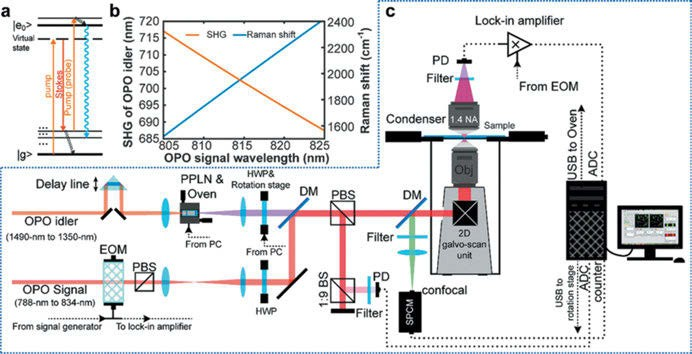 a
|e₀>
Virtual
state
pump
Stokes
Pump (probe)
|g>
b
SHG of OPO idler (nm)
720
715
710
705
700
695
690
685
SHG
Raman shift
2400
2200
2000
1800
1600
Raman shift (cm⁻¹)
805
810
815
820
825
OPO signal wavelength (nm)
c
Lock-in amplifier
PD
Filter
From EOM
Condenser
1.4 NA
Sample
Obj
2D
galvo-scan
unit
USB to Oven
ADC
Delay line
PPLN &
Oven
HWP&
Rotation stage
DM
PBS
DM
OPO idler
(1490-nm to 1350-nm)
From PC
From PC
Filter
EOM
PBS
OPO Signal
(788-nm to 834-nm)
HWP
1:9 BS
PD
Filter
confocal
SPCM
USB to
rotation stage
ADC
counter
From signal generator
To lock-in amplifier